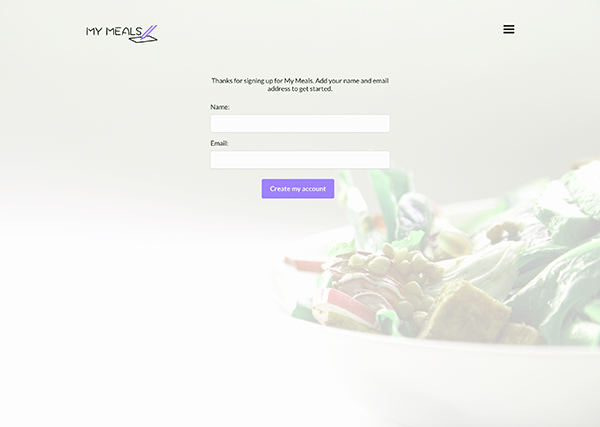 MY MEALS
Thanks for signing up for My Meals. Add your name and email
address to get started.
Name:
Email:
Create my account